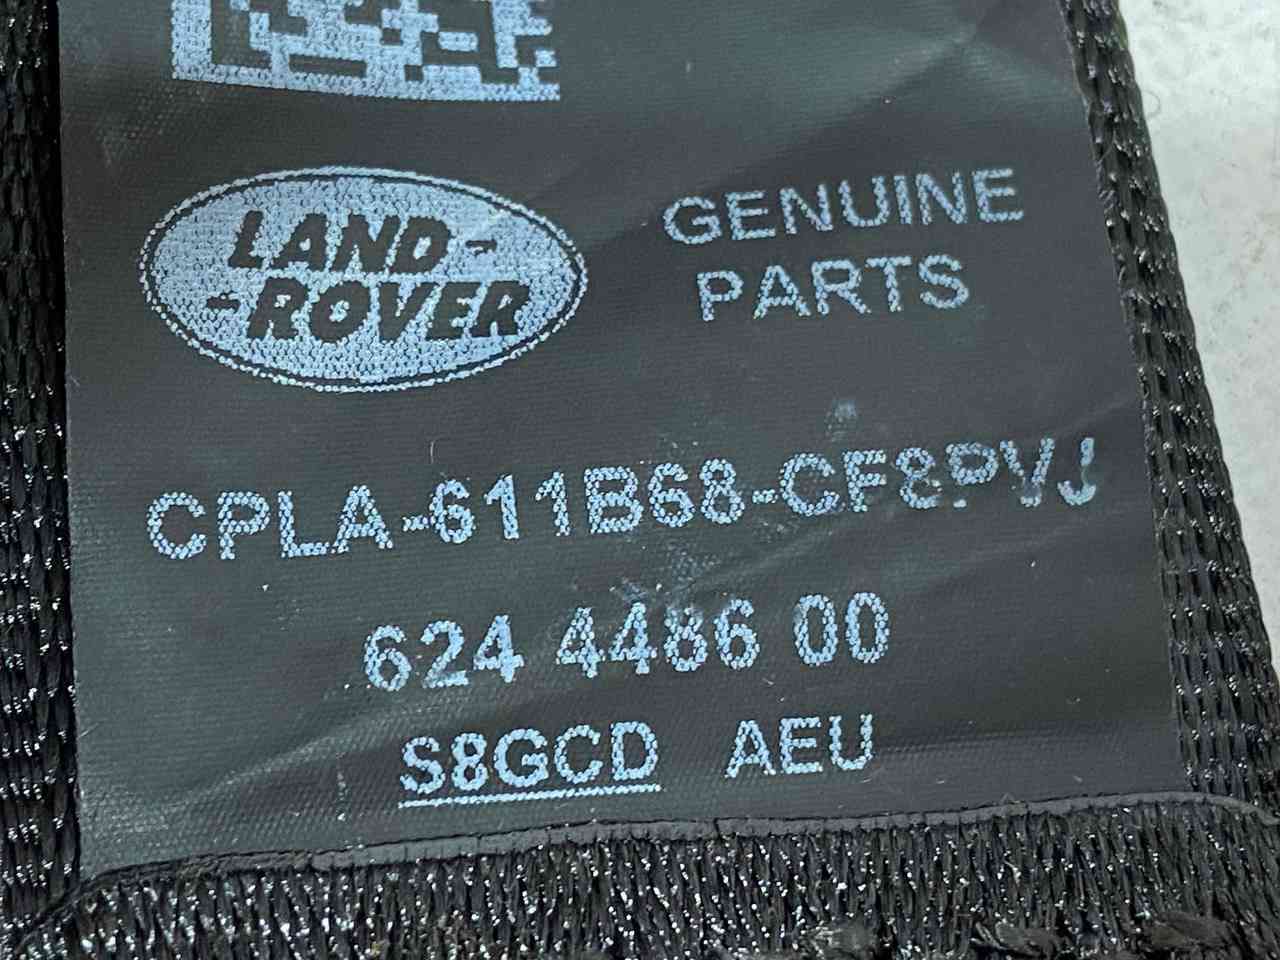 LAND-
-ROVER
GENUINE
PARTS
CPLA-611B68-CF8PVJ
624 4486 00
S8GCD AEU